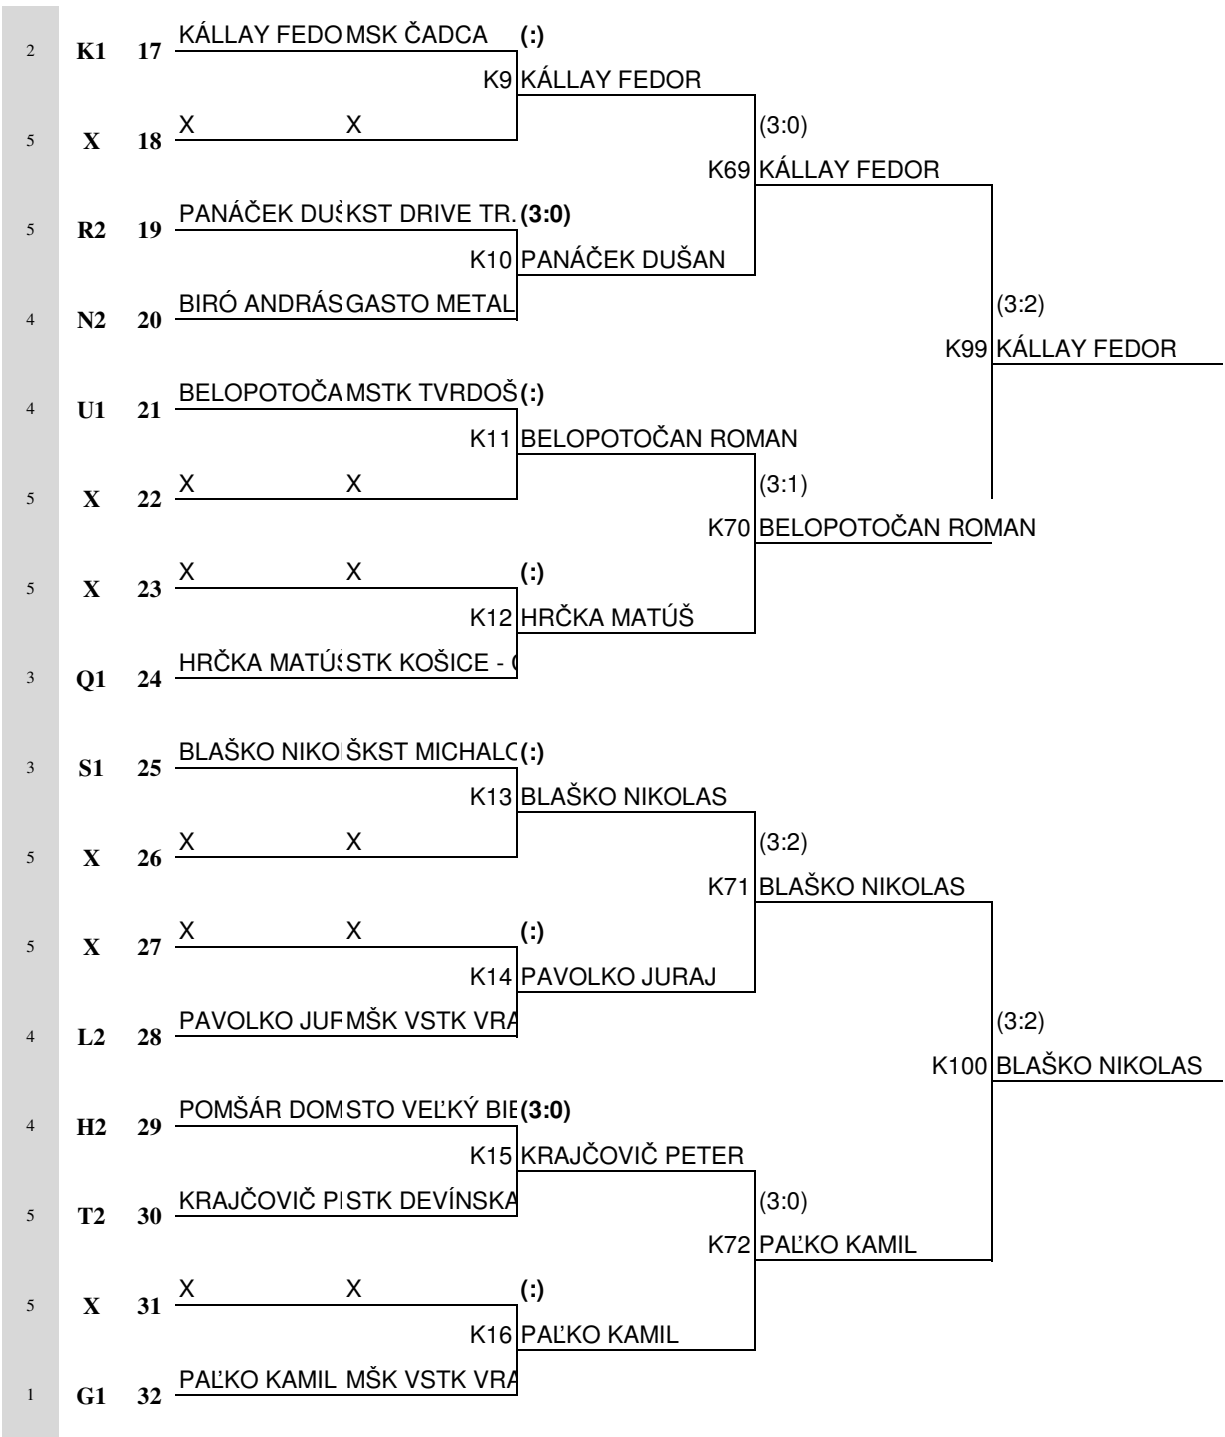 2 K1 17 KÁLLAY FEDO MSK ČADCA (:)
K9 KÁLLAY FEDOR
5 X 18 X X (3:0)
K69 KÁLLAY FEDOR
5 R2 19 PANÁČEK DUŠ KST DRIVE TR. (3:0)
K10 PANÁČEK DUŠAN
4 N2 20 BIRÓ ANDRÁS GASTO METAL (3:2)
K99 KÁLLAY FEDOR
4 U1 21 BELOPOTOČA MSTK TVRDOŠ (:)
K11 BELOPOTOČAN ROMAN
5 X 22 X X (3:1)
K70 BELOPOTOČAN ROMAN
5 X 23 X X (:)
K12 HRČKA MATÚŠ
3 Q1 24 HRČKA MATÚŠ STK KOŠICE -
3 S1 25 BLAŠKO NIKO ŠKST MICHALO (:)
K13 BLAŠKO NIKOLAS
5 X 26 X X (3:2)
K71 BLAŠKO NIKOLAS
5 X 27 X X (:)
K14 PAVOLKO JURAJ
4 L2 28 PAVOLKO JUR MŠK VSTK VRA (3:2)
K100 BLAŠKO NIKOLAS
4 H2 29 POMŠÁR DOM STO VEĽKÝ BIE (3:0)
K15 KRAJČOVIČ PETER
5 T2 30 KRAJČOVIČ P STK DEVÍNSKA (3:0)
K72 PAĽKO KAMIL
5 X 31 X X (:)
K16 PAĽKO KAMIL
1 G1 32 PAĽKO KAMIL MŠK VSTK VRA